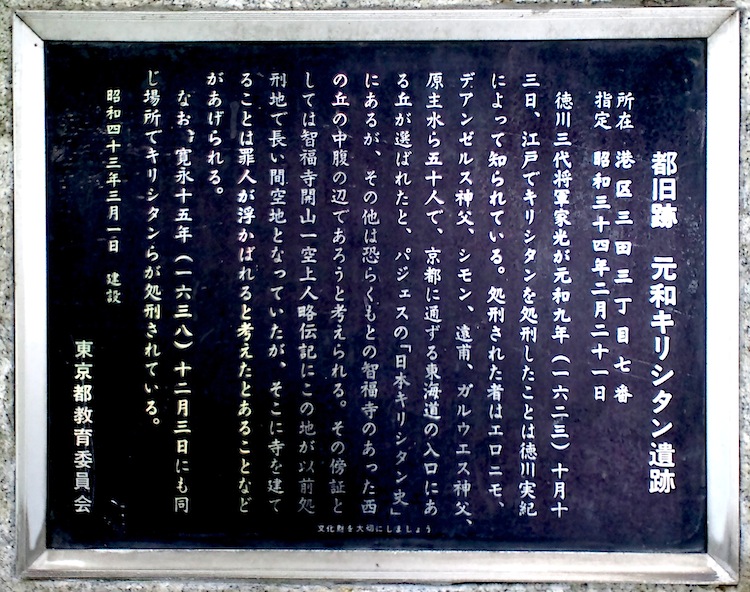 都旧跡　元和キリシタン遺跡
所在　港区三田三丁目七番
指定　昭和三十四年二月二十一日
徳川三代将軍家光が元和九年（一六二三）十月十
三日、江戸でキリシタンを処刑したことは徳川実紀
によって知られている。処刑された者はエロニモ、
デアンゼルス神父、シモン、遠甫、ガルウエス神父、
原主水ら五十人で、京都に通ずる東海道の入口にあ
る丘が選ばれたと、パジェスの「日本キリシタン史」
にあるが、その他は恐らくもとの智福寺のあった西
の丘の中腹の辺であろうと考えられる。その傍証と
しては智福寺開山一空上人略伝記にこの地が以前処
刑地で長い間空地となっていたが、そこに寺を建て
ることは罪人が浮かばれると考えたとあることなど
があげられる。
なお、寛永十五年（一六三八）十二月三日にも同
じ場所でキリシタンらが処刑されている。
昭和四十三年三月一日　建設
東京都教育委員会
文化財を大切にしましょう